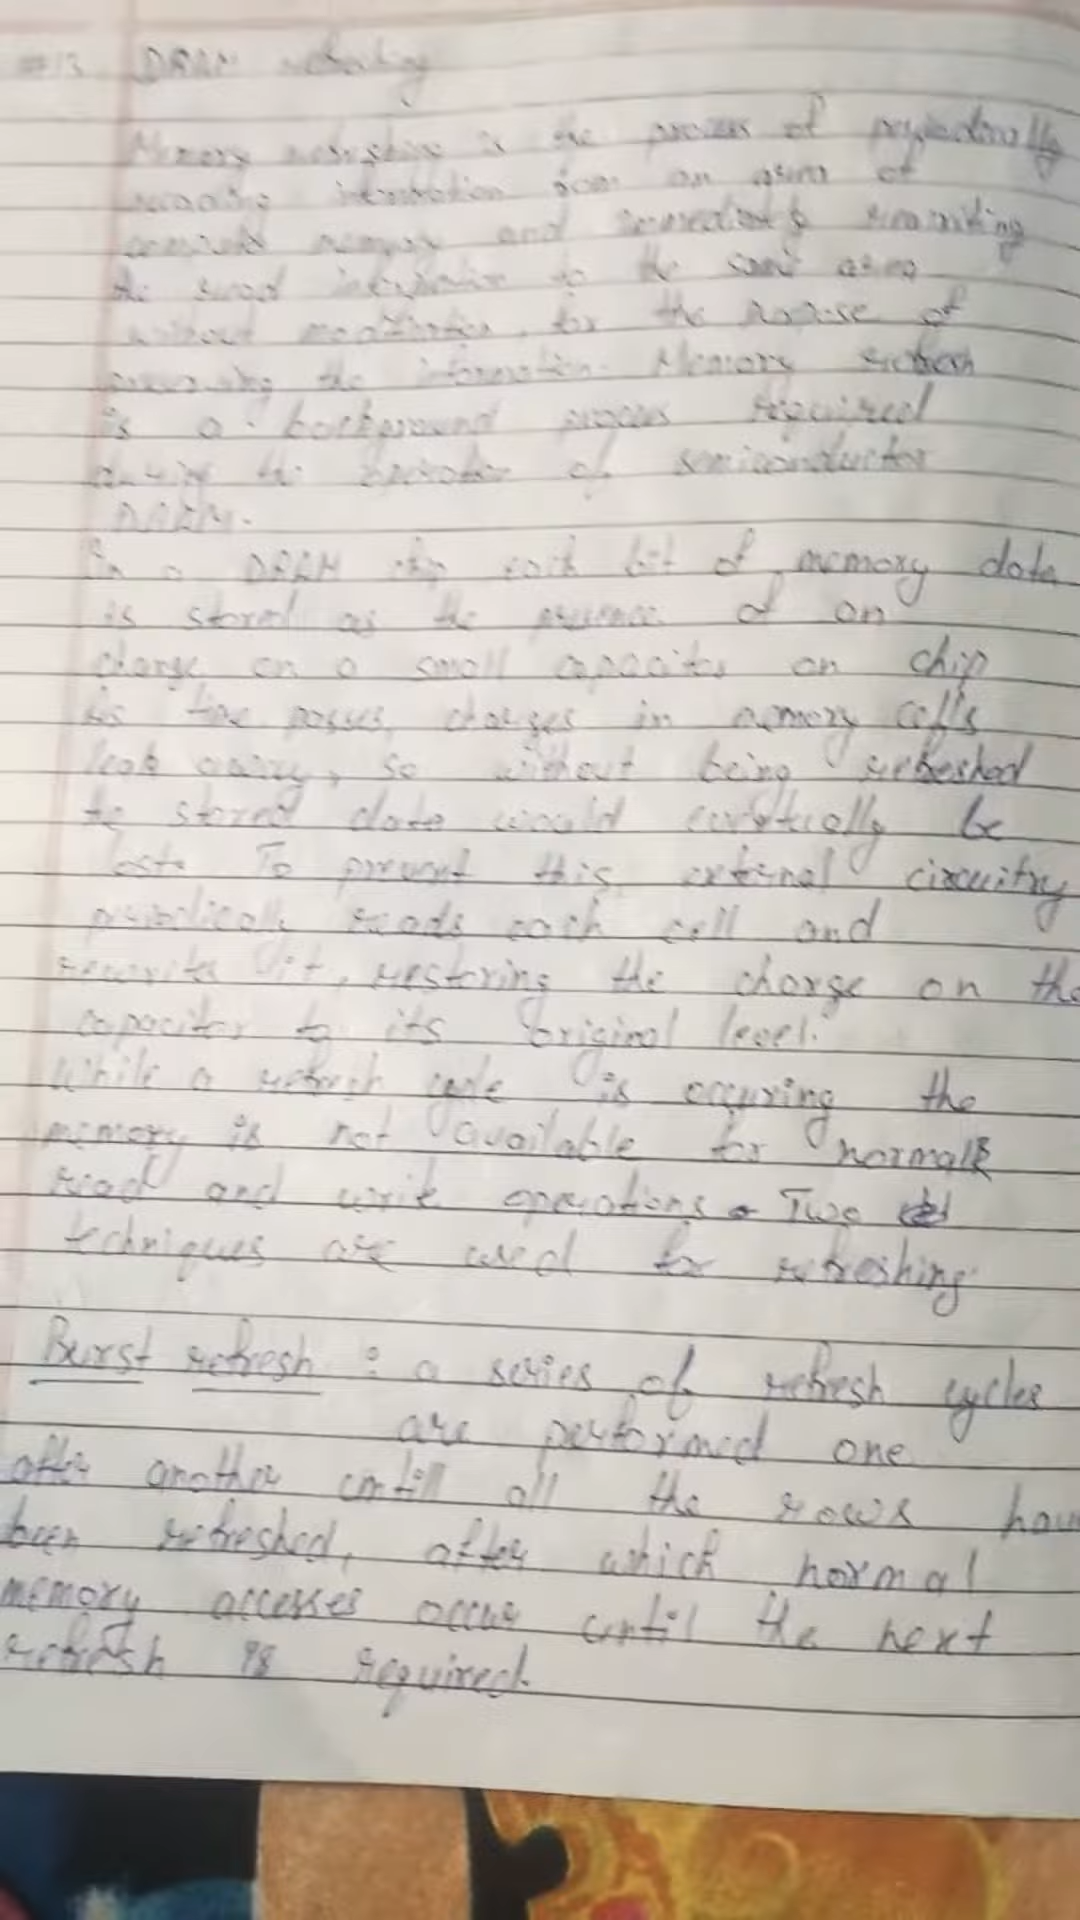 #13 DRAM refreshing
Memory refreshing is the process of
reading information from an area of
memory and immediately rewriting
the read information to the same area
without modification, for the purpose of
the information. Memory refresh
is a background process required
during the operation of semiconductor
DRAM.
In a DRAM chip each bit of memory data
is stored as the presence of an
charge on a small capacitor on chip
As time passes, charges in memory cells
leak away, so without being refreshed
the stored data would eventually be
lost. To prevent this, external circuitry
periodically reads each cell and
rewrites it, restoring the charge on the
capacitor to its original level.
While a refresh cycle is occuring the
memory is not available for normal
read and write operations. Two
techniques are used for refreshing
Burst refresh : a series of refresh cycles
are performed one
after another untill all the rows have
been refreshed, after which normal
memory accesses occur until the next
refresh is required.